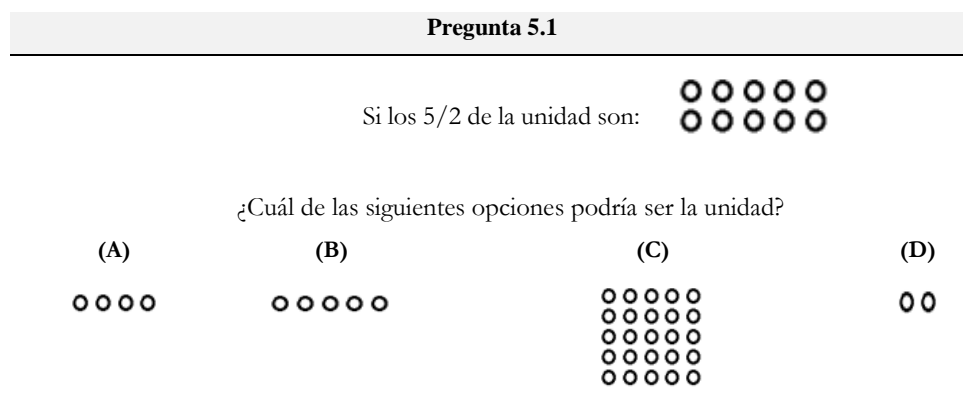 Pregunta 5.1
Si los 5/2 de la unidad son:
¿Cuál de las siguientes opciones podría ser la unidad?
(A) (B) (C) (D)